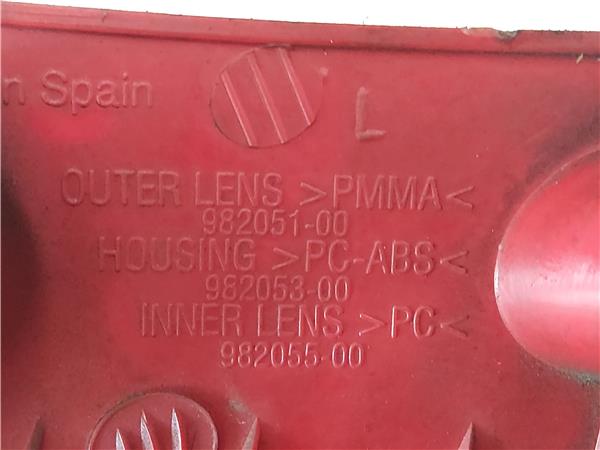 n Spain
L
OUTER LENS >PMMA<
982051-00
HOUSING >PC-ABS<
982053-00
INNER LENS >PC<
982055-00